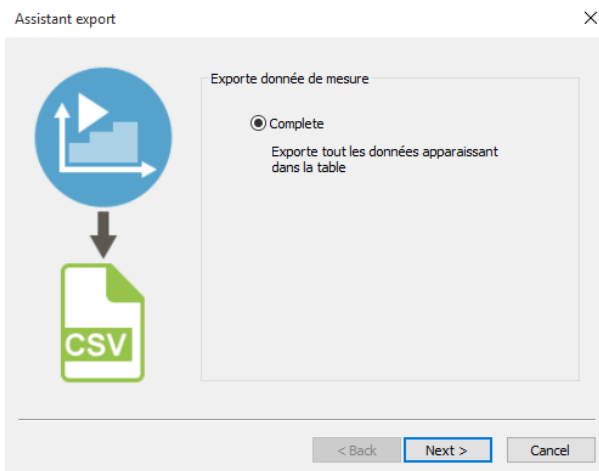 Assistant export
Exporte donnée de mesure
Complete
Exporte tout les données apparaissant
dans la table
CSV
< Back
Next >
Cancel